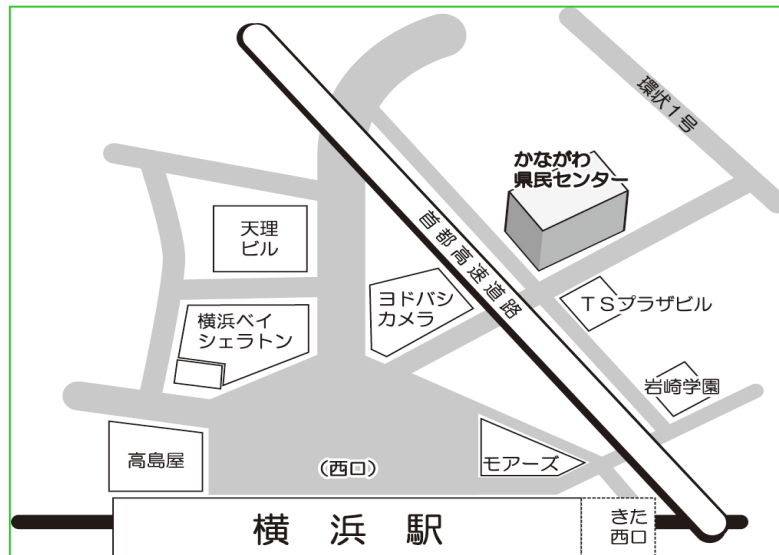 環状1号
かながわ
県民センター
首都高速道路
天理
ビル
ヨドバシ
カメラ
TSプラザビル
横浜ベイ
シェラトン
岩崎学園
高島屋
(西口)
モアーズ
横浜駅
きた
西口